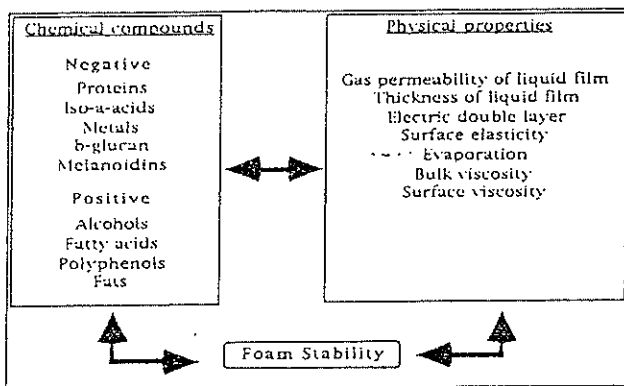 Chemical compounds
Negative
Proteins
Iso-a-acids
Metals
b-glucan
Melanoidins
Positive
Alcohols
Fatty acids
Polyphenols
Fats
Physical properties
Gas permeability of liquid film
Thickness of liquid film
Electric double layer
Surface elasticity
Evaporation
Bulk viscosity
Surface viscosity
Foam Stability